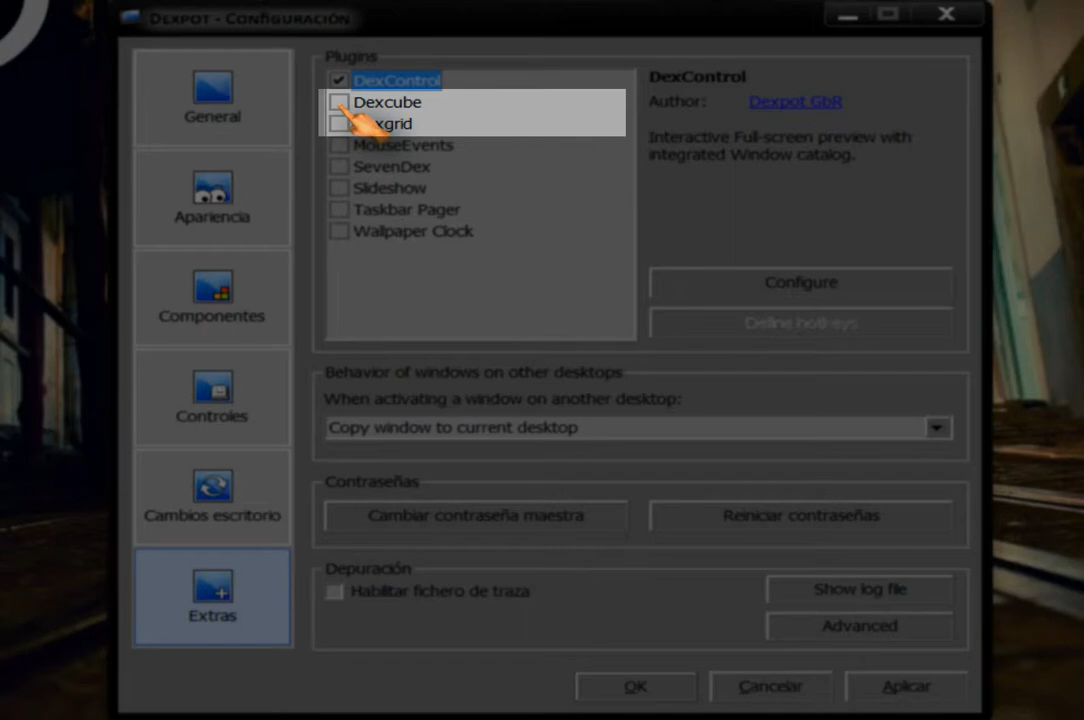 Dexpot - Configuración
Plugins
DexControl
Dexcube
xgrid
MouseEvents
SevenDex
Slideshow
Taskbar Pager
Wallpaper Clock
DexControl
Author: Dexpot GbR
Interactive Full-screen preview with
integrated Window catalog.
Configure
Define hotkeys
General
Apariencia
Componentes
Controles
Cambios escritorio
Extras
Behavior of windows on other desktops
When activating a window on another desktop:
Copy window to current desktop
Contraseñas
Cambiar contraseña maestra
Reiniciar contraseñas
Depuración
Habilitar fichero de traza
Show log file
Advanced
OK
Cancelar
Aplicar